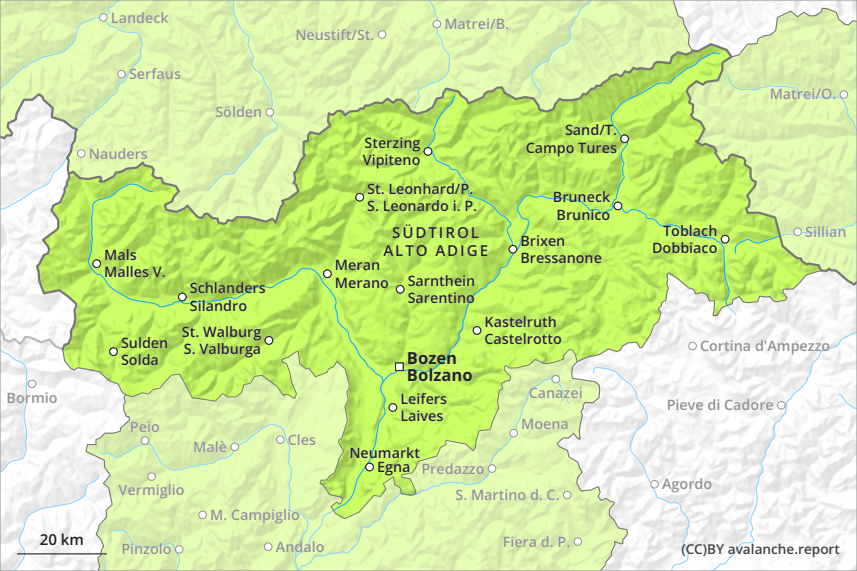 Landeck
Matrei/B.
Neustift/St.
Serfaus
Matrei/O.
Sölden
Sand/T.
Campo Tures
Sterzing
Vipiteno
Nauders
St. Leonhard/P.
S. Leonardo i. P.
Bruneck
Brunico
SÜDTIROL
ALTO ADIGE
Toblach
Dobbiaco
Sillian
Brixen
Bressanone
Mals
Malles V.
Meran
Merano
Sarnthein
Sarentino
Schlanders
Silandro
Kastelruth
Castelrotto
St. Walburg
S. Valburga
Sulden
Solda
Cortina d'Ampezzo
Bozen
Bolzano
Bormio
Canazei
Leifers
Laives
Pieve di Cadore
Peio
Moena
Cles
Malè
Neumarkt
Egna
Predazzo
Vermiglio
Agordo
S. Martino d. C.
M. Campiglio
20 km
Pinzolo
Andalo
Fiera d. P.
(CC)BY avalanche.report